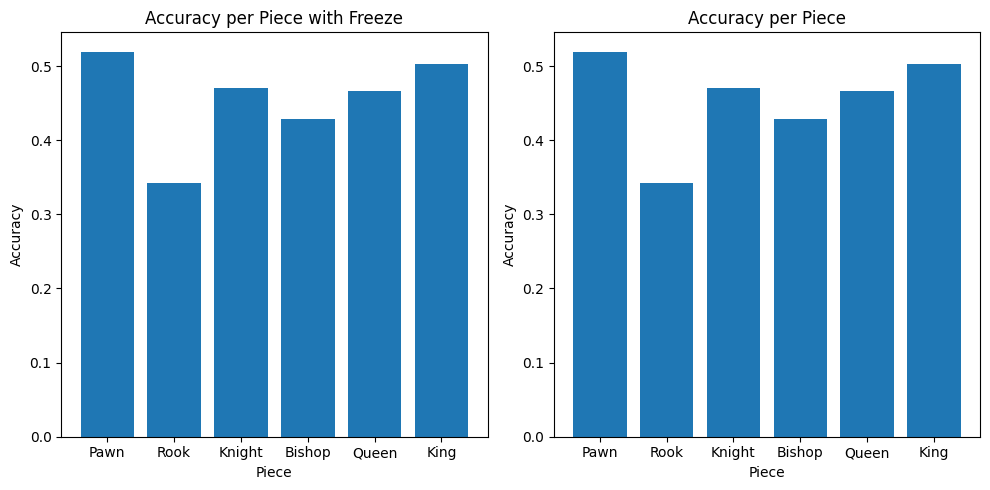 Accuracy per Piece with Freeze
Accuracy
0.5
0.4
0.3
0.2
0.1
0.0
Pawn Rook Knight Bishop Queen King
Piece
Accuracy per Piece
Accuracy
0.5
0.4
0.3
0.2
0.1
0.0
Pawn Rook Knight Bishop Queen King
Piece